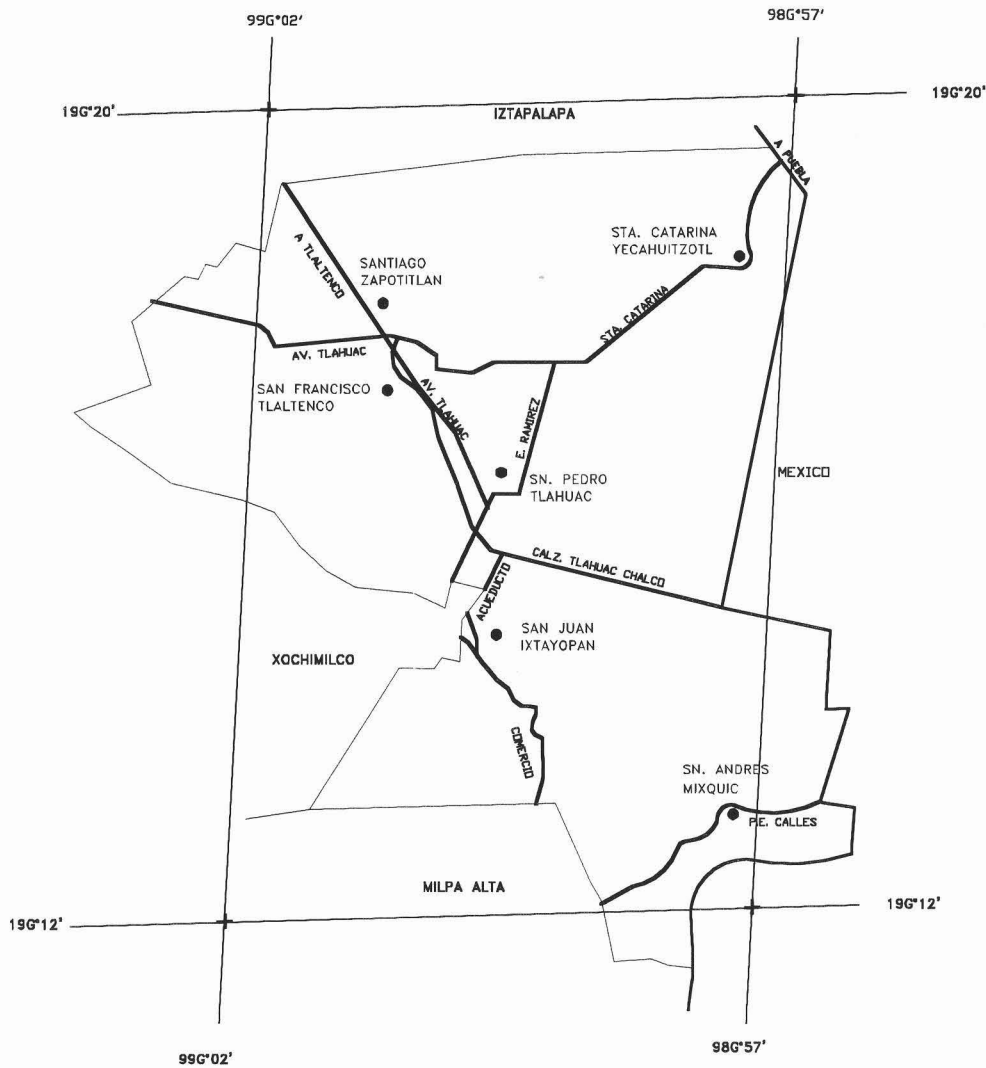 99G°02'
98G°57'
19G°20'
19G°20'
IZTAPALAPA
A PUEBLA
STA. CATARINA
YECAHUITZOTL
A TLALTENCO
SANTIAGO
ZAPOTITLAN
STA. CATARINA
AV. TLAHUAC
SAN FRANCISCO
TLALTENCO
AV. TLAHUAC
E. RAMIREZ
SN. PEDRO
TLAHUAC
MEXICO
CALZ. TLAHUAC CHALCO
ACUEDUCTO
SAN JUAN
IXTAYOPAN
XOCHIMILCO
COMERCIO
SN. ANDRES
MIXQUIC
P.E. CALLES
MILPA ALTA
19G°12'
19G°12'
99G°02'
98G°57'